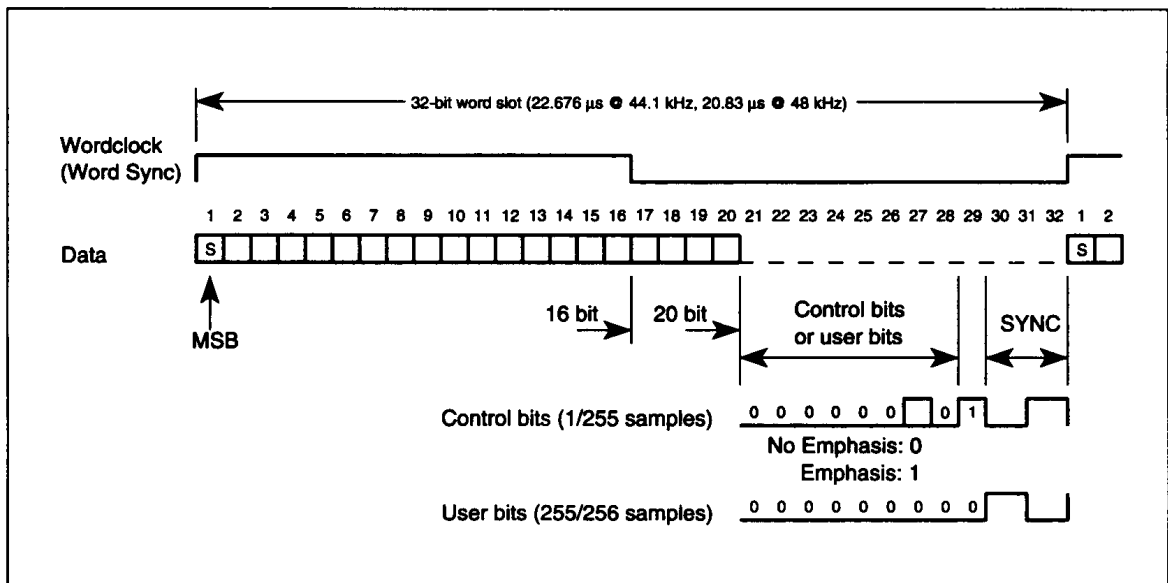 32-bit word slot (22.676 µs @ 44.1 kHz, 20.83 µs @ 48 kHz)
Wordclock
(Word Sync)
1 2 3 4 5 6 7 8 9 10 11 12 13 14 15 16 17 18 19 20 21 22 23 24 25 26 27 28 29 30 31 32 1 2
Data
S S
MSB
16 bit
20 bit
Control bits
or user bits
SYNC
Control bits (1/255 samples)
0 0 0 0 0 0 0 1
No Emphasis: 0
Emphasis: 1
User bits (255/256 samples)
0 0 0 0 0 0 0 0 0